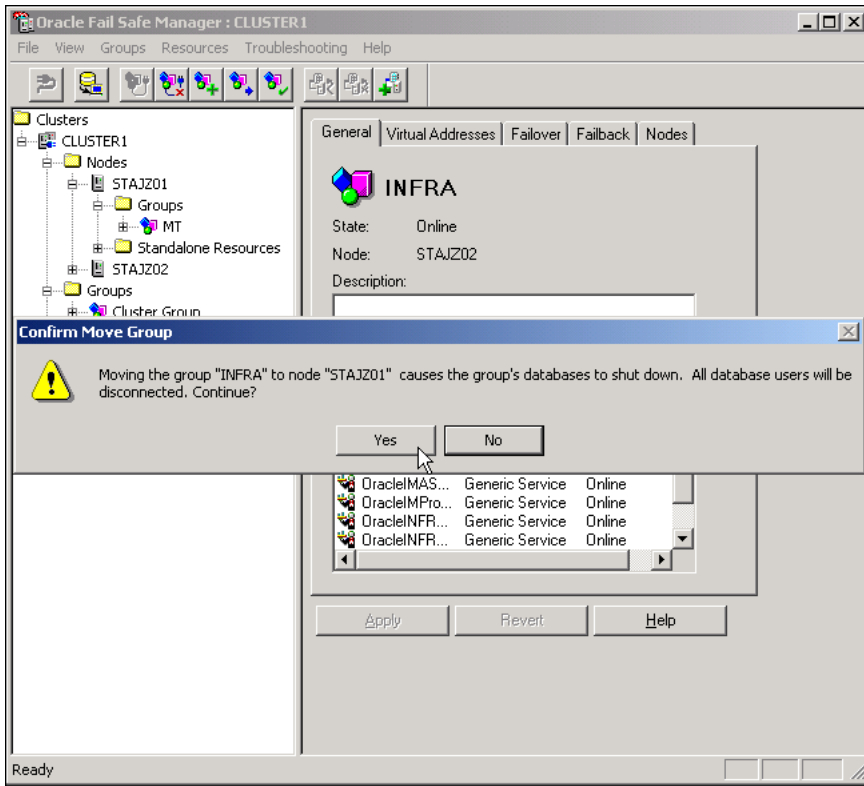 Oracle Fail Safe Manager : CLUSTER1
File View Groups Resources Troubleshooting Help
Clusters
CLUSTER1
Nodes
STAJZ01
Groups
MT
Standalone Resources
STAJZ02
Groups
Cluster Group
General Virtual Addresses Failover Failback Nodes
INFRA
State: Online
Node: STAJZ02
Description:
Confirm Move Group
Moving the group "INFRA" to node "STAJZ01" causes the group's databases to shut down. All database users will be
disconnected. Continue?
Yes No
OracleIMAS... Generic Service Online
OracleIMPro... Generic Service Online
OracleINFR... Generic Service Online
OracleINFR... Generic Service Online
Apply Revert Help
Ready